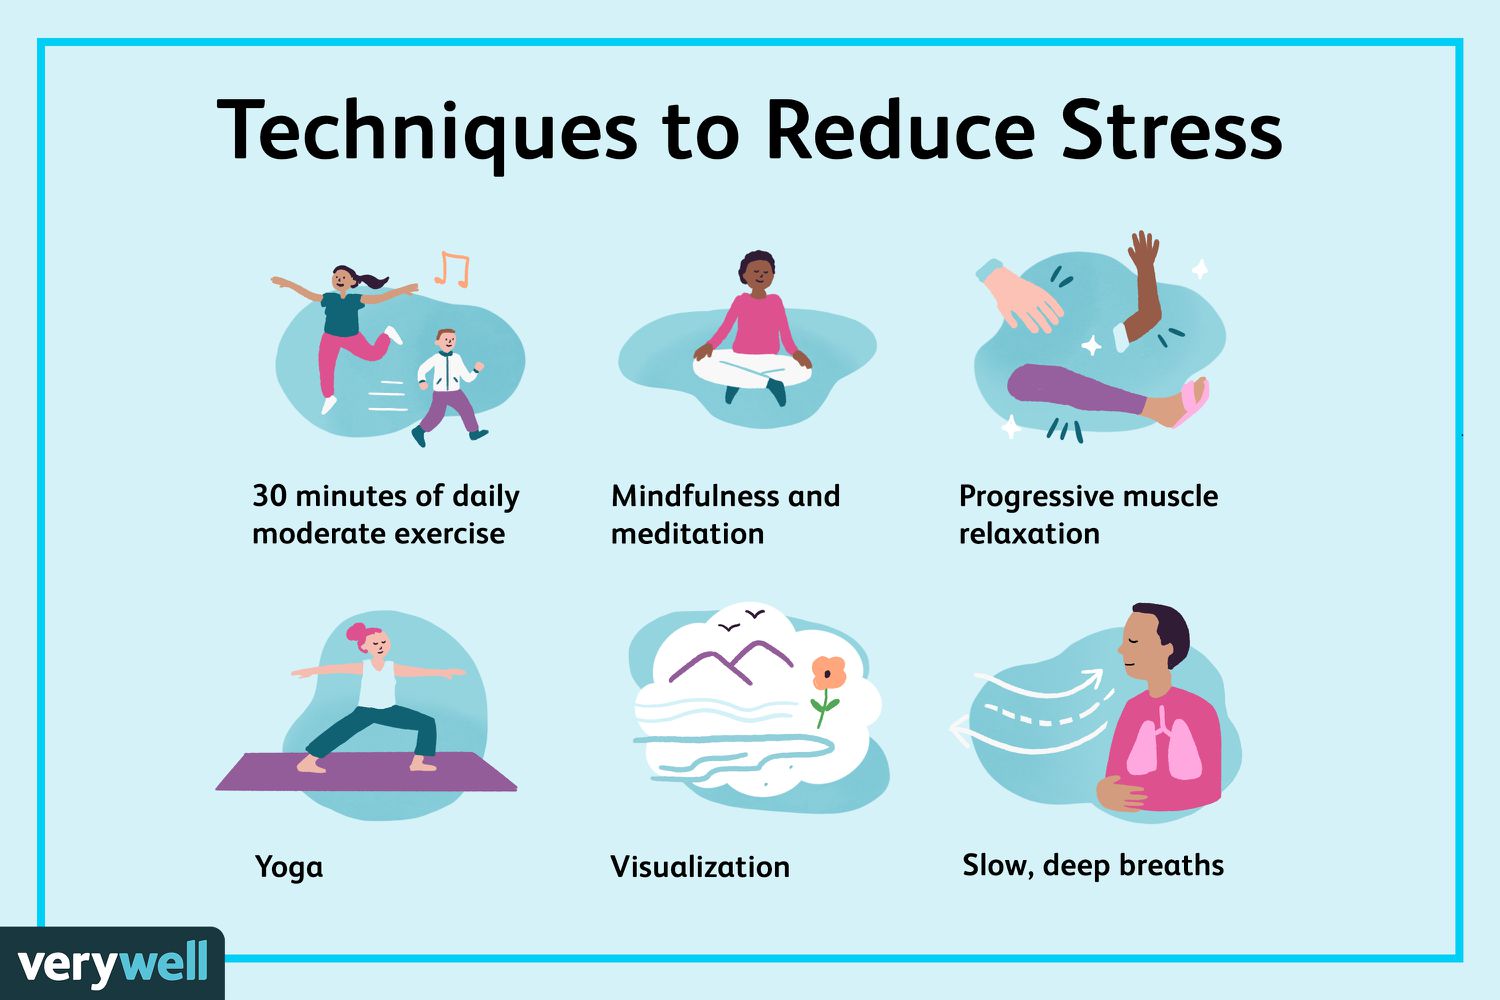 Techniques to Reduce Stress
30 minutes of daily
moderate exercise
Mindfulness and
meditation
Progressive muscle
relaxation
Yoga
Visualization
Slow, deep breaths
verywell